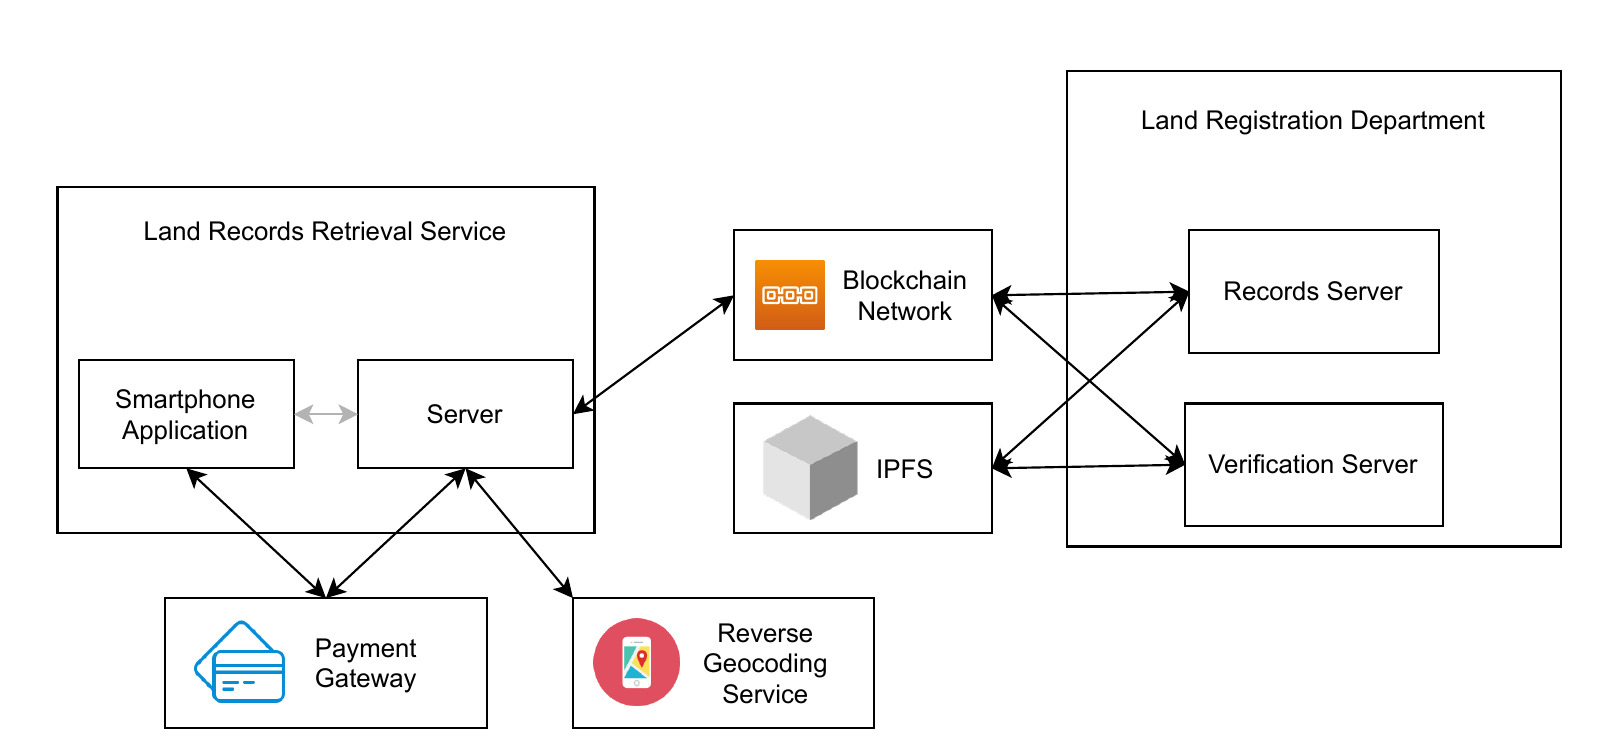 Land Registration Department
Land Records Retrieval Service
Blockchain
Network
Records Server
Smartphone
Application
Server
IPFS
Verification Server
Payment
Gateway
Reverse
Geocoding
Service